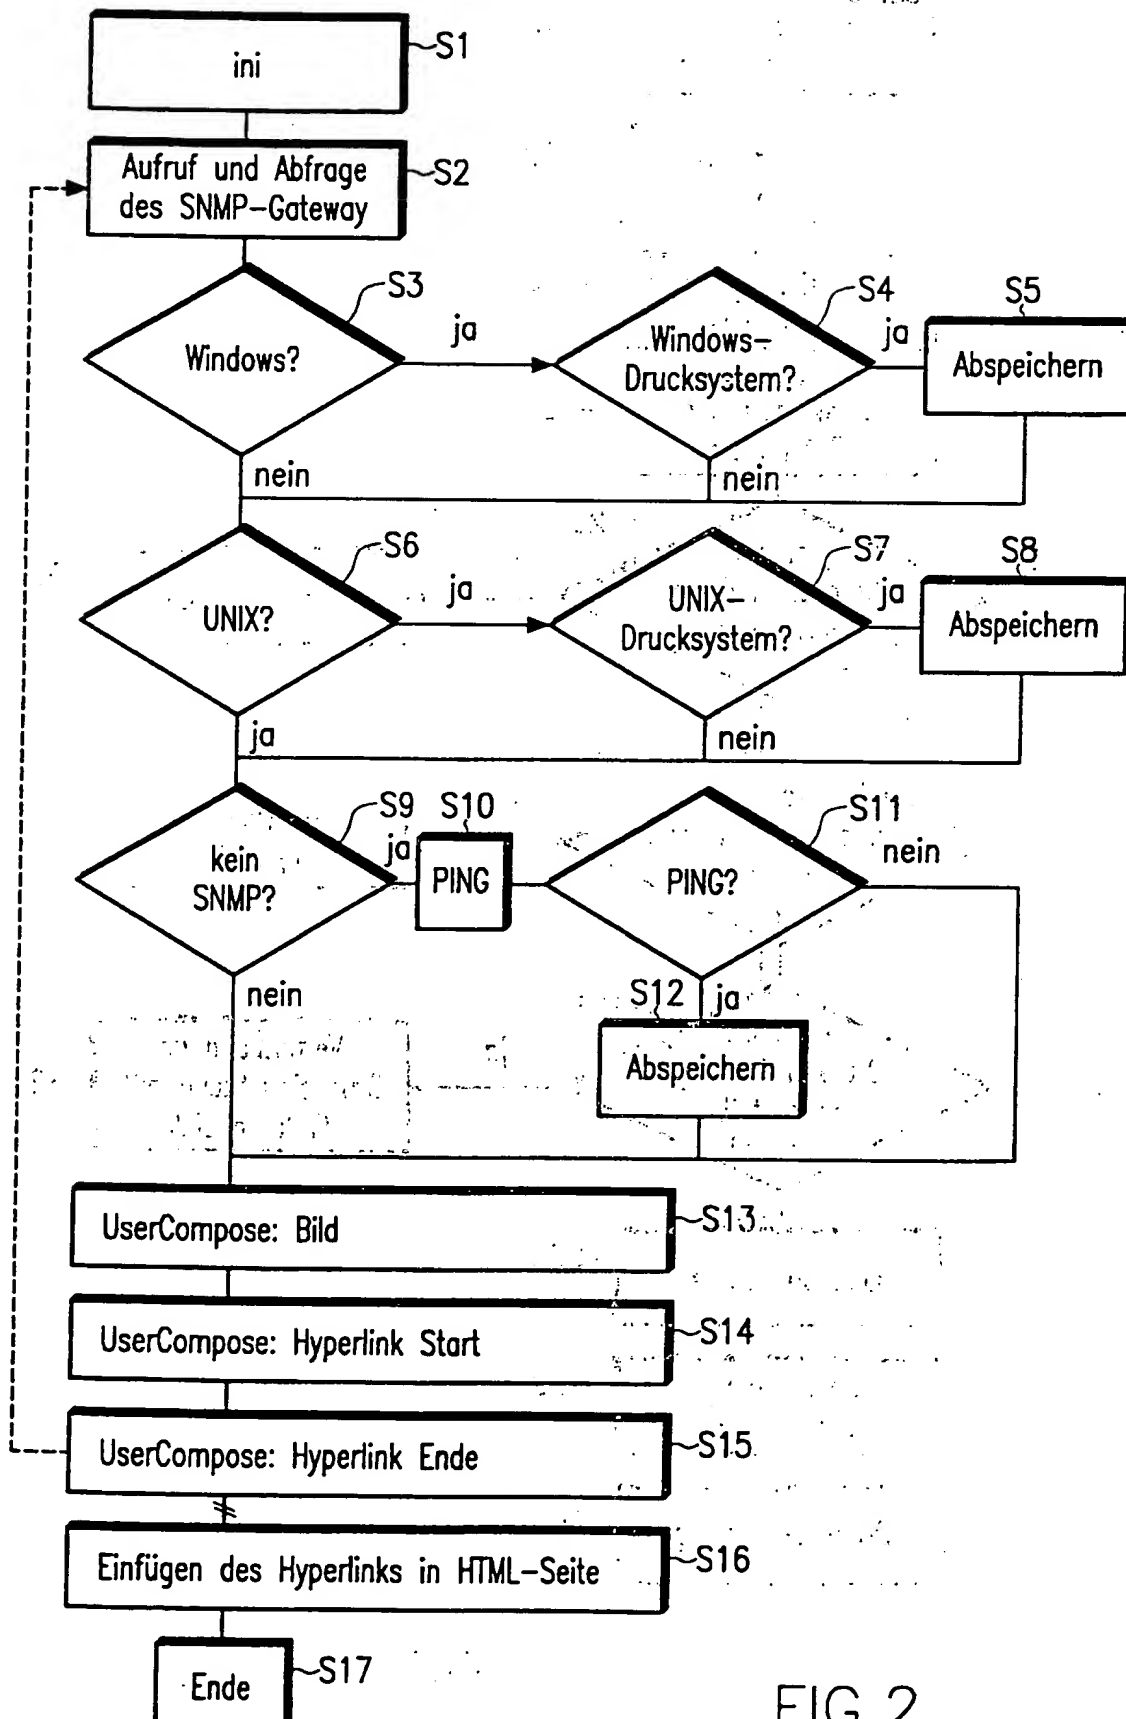 ini
S1
Aufruf und Abfrage
des SNMP-Gateway
S2
Windows?
S3
ja
Windows-
Drucksystem?
S4
ja
S5
Abspeichern
nein
nein
UNIX?
S6
ja
UNIX-
Drucksystem?
S7
ja
S8
Abspeichern
ja
nein
kein
SNMP?
S9
ja
S10
PING
PING?
S11
nein
nein
S12
ja
Abspeichern
UserCompose: Bild
S13
UserCompose: Hyperlink Start
S14
UserCompose: Hyperlink Ende
S15
Einfügen des Hyperlinks in HTML-Seite
S16
Ende
S17
FIG. 2